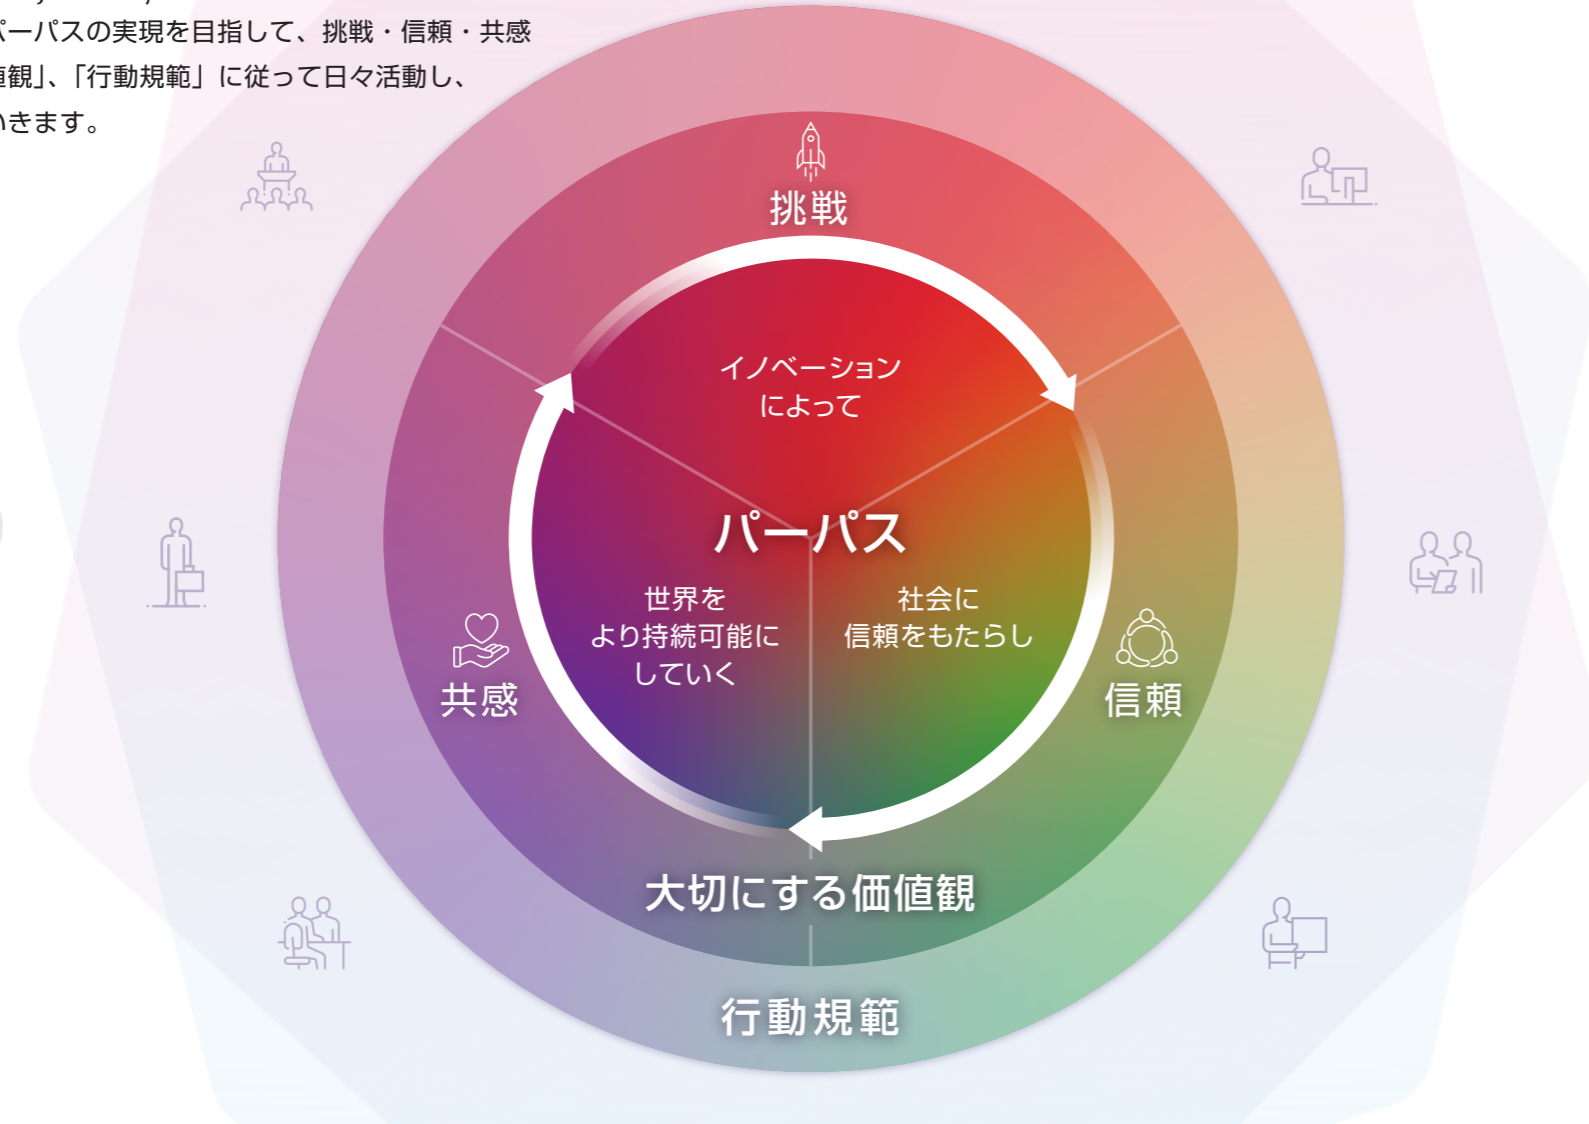 パーパスの実現を目指して、挑戦・信頼・共感
値観」、「行動規範」に従って日々活動し、
いきます。
挑戦
イノベーション
によって
パーパス
世界を
より持続可能に
していく
社会に
信頼をもたらし
共感
信頼
大切にする価値観
行動規範